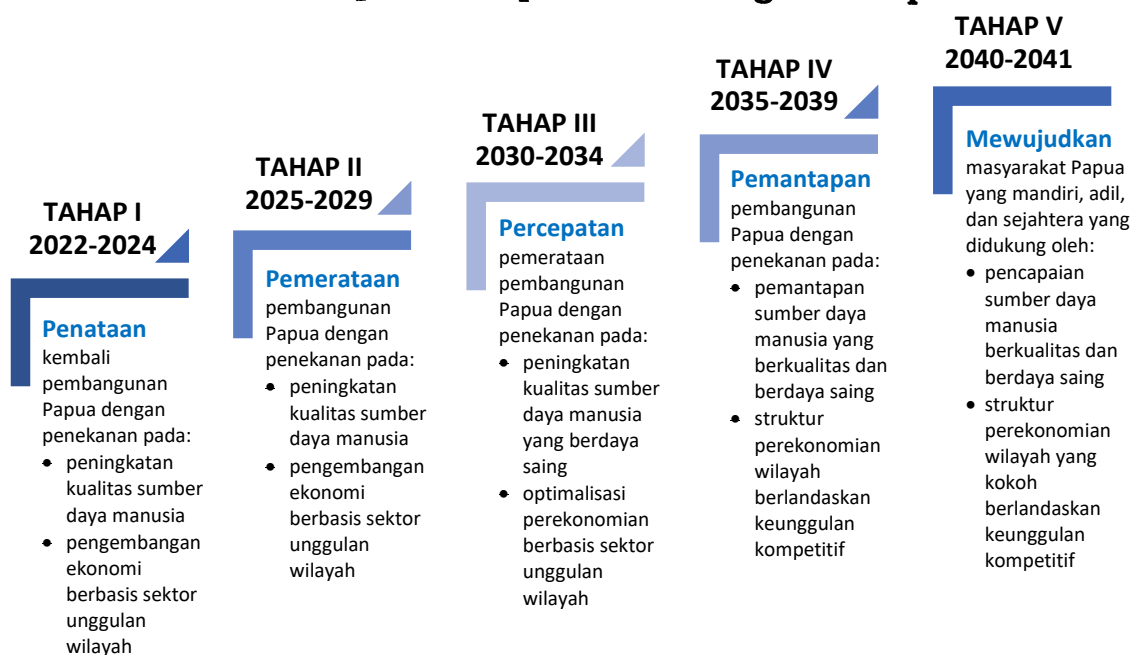 TAHAP I
2022-2024
Penataan
kembali
pembangunan
Papua dengan
penekanan pada:
• peningkatan
kualitas sumber
daya manusia
• pengembangan
ekonomi
berbasis sektor
unggulan
wilayah
TAHAP II
2025-2029
Pemerataan
pembangunan
Papua dengan
penekanan pada:
• peningkatan
kualitas sumber
daya manusia
• pengembangan
ekonomi
berbasis sektor
unggulan
wilayah
TAHAP III
2030-2034
Percepatan
pemerataan
pembangunan
Papua dengan
penekanan pada:
• peningkatan
kualitas sumber
daya manusia
yang berdaya
saing
• optimalisasi
perekonomian
berbasis sektor
unggulan
wilayah
TAHAP IV
2035-2039
Pemantapan
pembangunan
Papua dengan
penekanan pada:
• pemantapan
sumber daya
manusia yang
berkualitas dan
berdaya saing
• struktur
perekonomian
wilayah
berlandaskan
keunggulan
kompetitif
TAHAP V
2040-2041
Mewujudkan
masyarakat Papua
yang mandiri, adil,
dan sejahtera yang
didukung oleh:
• pencapaian
sumber daya
manusia
berkualitas dan
berdaya saing
• struktur
perekonomian
wilayah yang
kokoh
berlandaskan
keunggulan
kompetitif